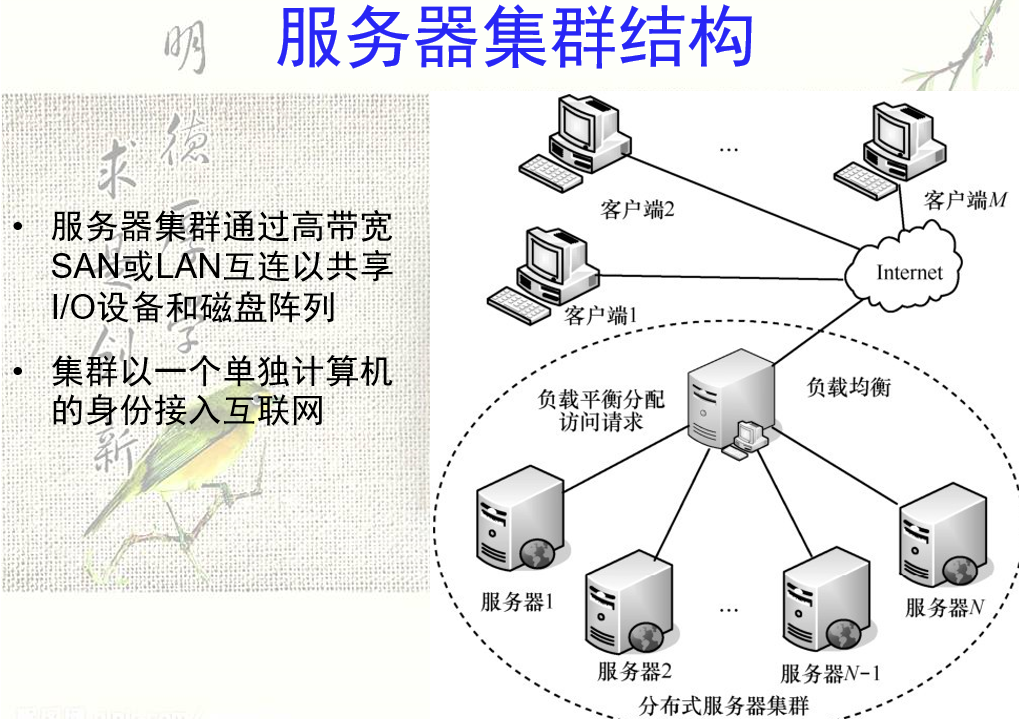 服务器集群结构
明
德
求
厚
是
学
创
新
• 服务器集群通过高带宽
SAN或LAN互连以共享
I/O设备和磁盘阵列
• 集群以一个单独计算机
的身份接入互联网
…
客户端2
客户端M
Internet
客户端1
负载均衡
负载平衡分配
访问请求
服务器1
…
服务器N
服务器2
服务器N-1
分布式服务器集群